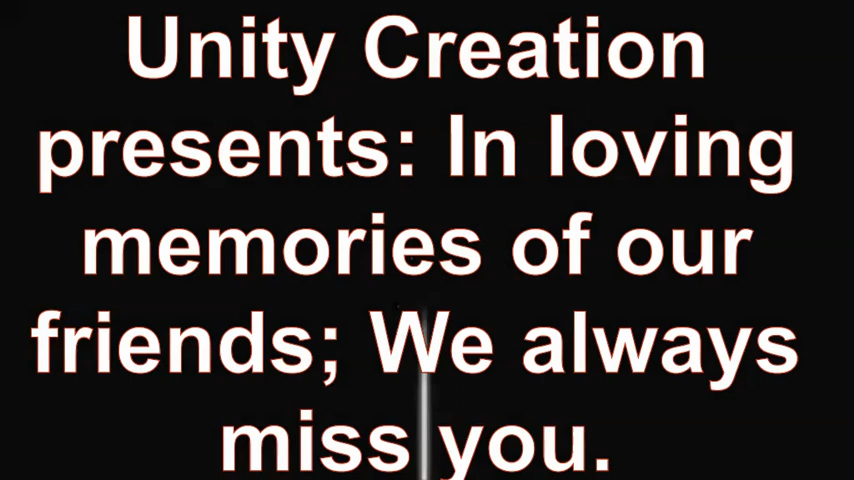 Unity Creation
presents: In loving
memories of our
friends; We always
miss you.